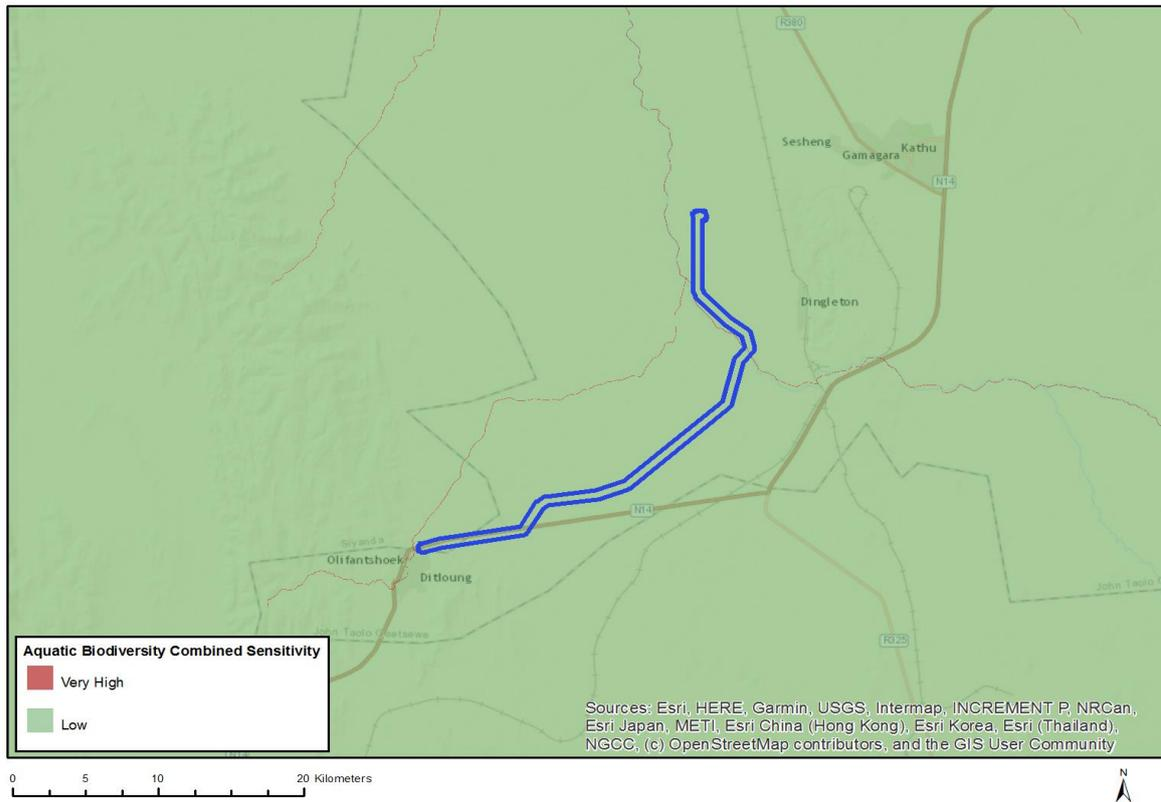 R380
Sesheng
Gamagara
Kathu
N14
Dingleton
N14
Siyanda
Olifantshoek
Ditloung
John Taolo Gaetsewe
R325
Aquatic Biodiversity Combined Sensitivity
Very High
Low
N14
Sources: Esri, HERE, Garmin, USGS, Intermap, INCREMENT P, NRCan,
Esri Japan, METI, Esri China (Hong Kong), Esri Korea, Esri (Thailand),
NGCC, (c) OpenStreetMap contributors, and the GIS User Community
0 5 10 20 Kilometers
N